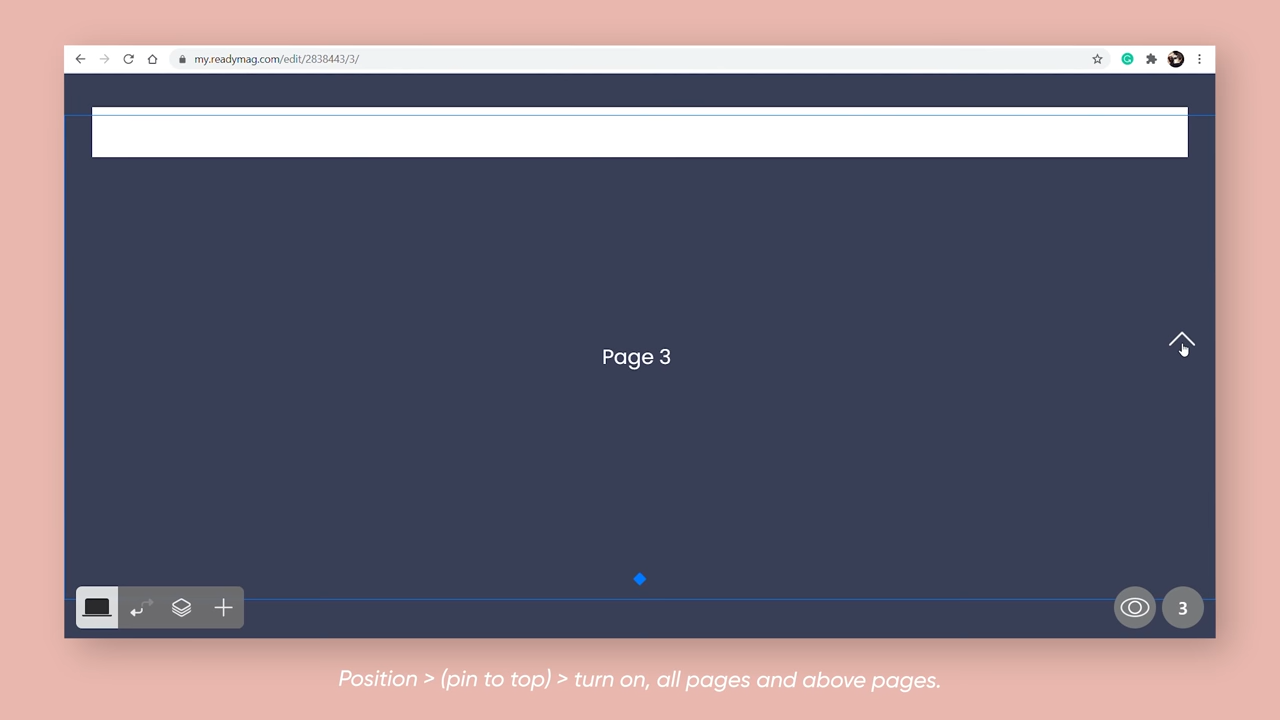 my.readymag.com/edit/2838443/3/
Page 3
3
Position > (pin to top) > turn on, all pages and above pages.